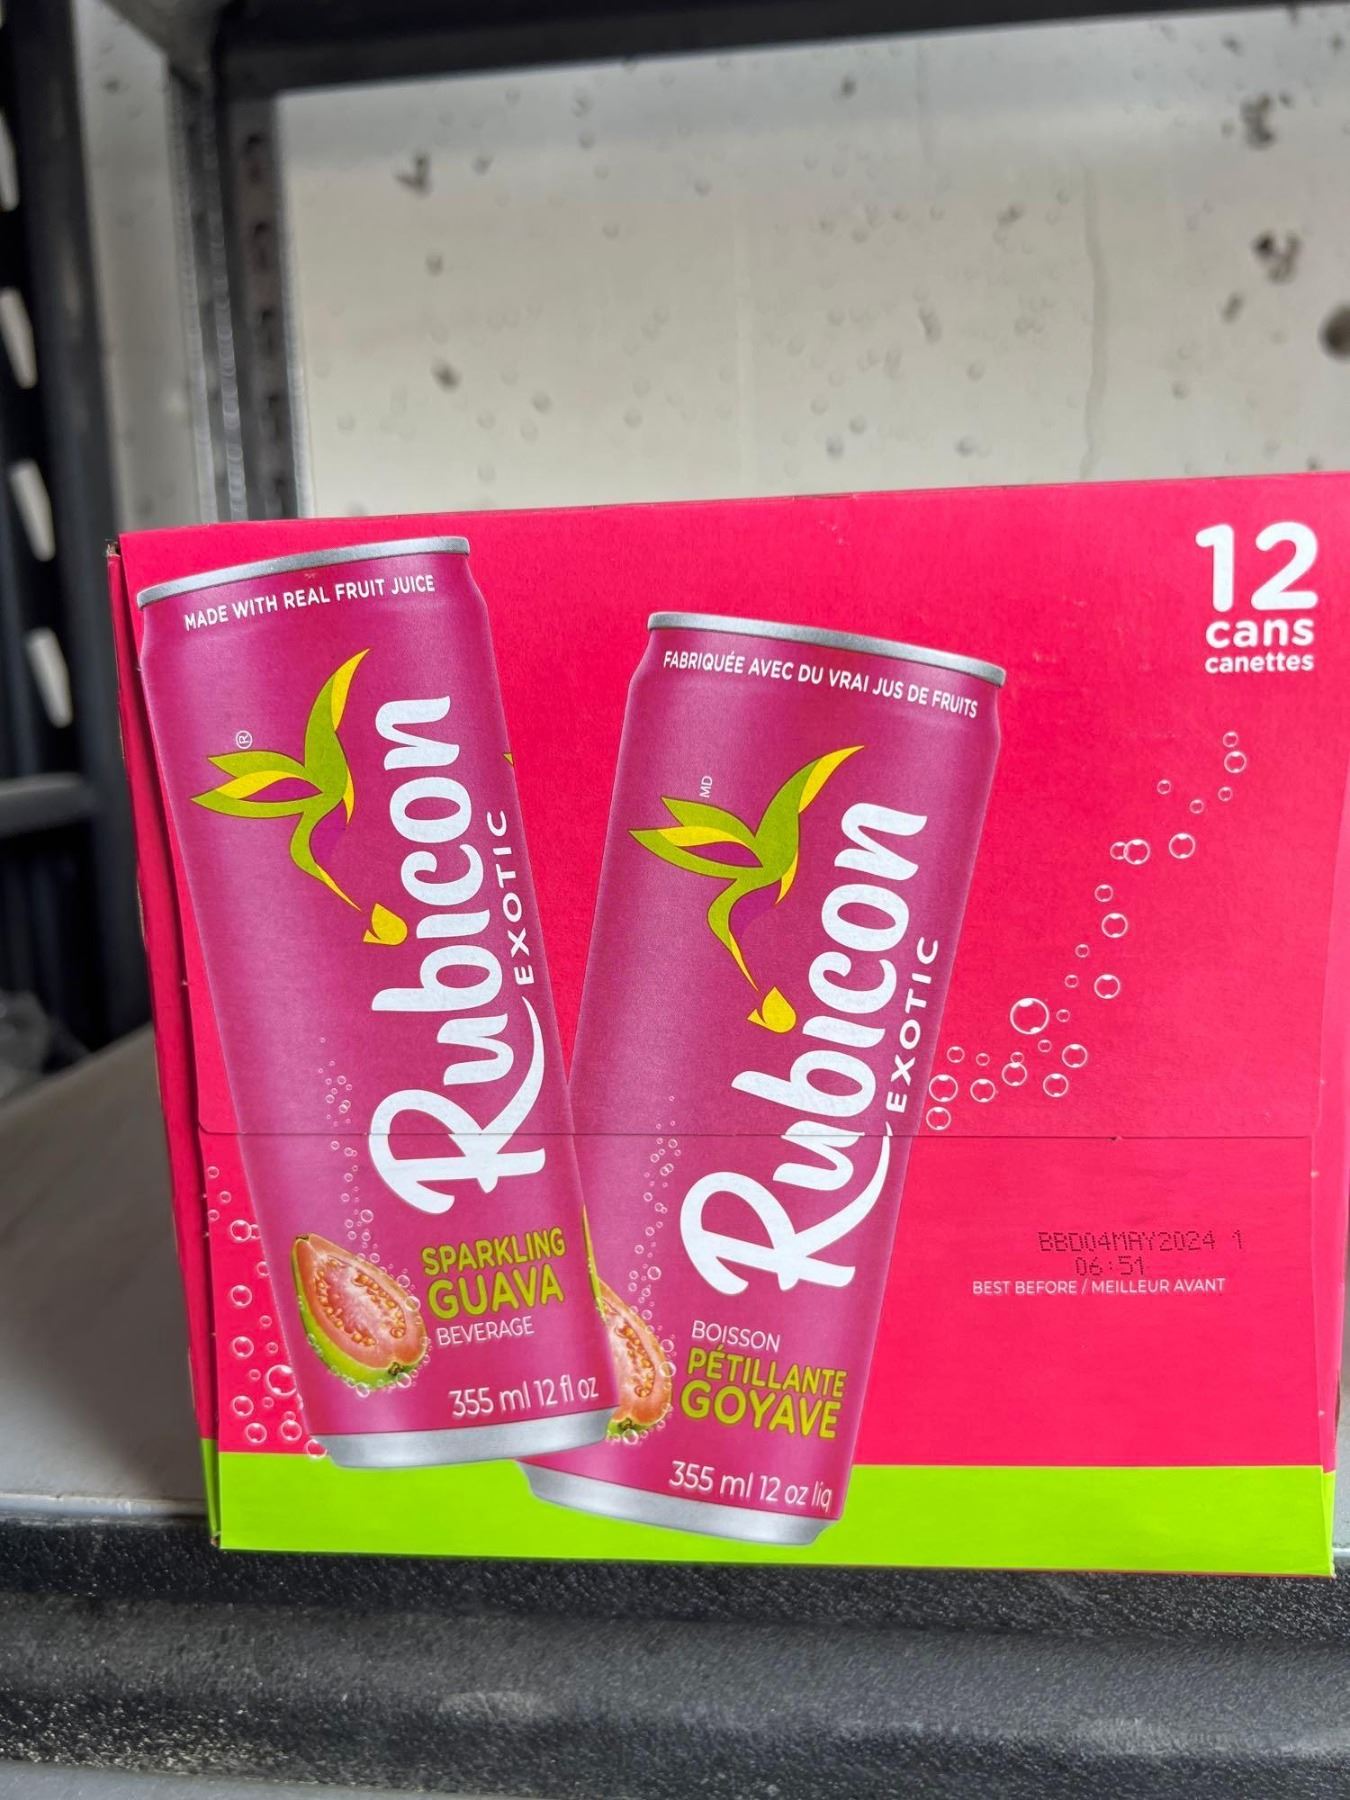 12
cans
canettes
MADE WITH REAL FRUIT JUICE
®
Rubicon
EXOTIC
SPARKLING
GUAVA
BEVERAGE
355 ml 12 fl oz
FABRIQUÉE AVEC DU VRAI JUS DE FRUITS
MD
Rubicon
EXOTIC
BOISSON
PÉTILLANTE
GOYAVE
355 ml 12 oz liq
BBD04MAY2024 1
06:51
BEST BEFORE / MEILLEUR AVANT